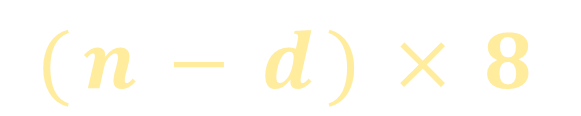 (n − d) × 8